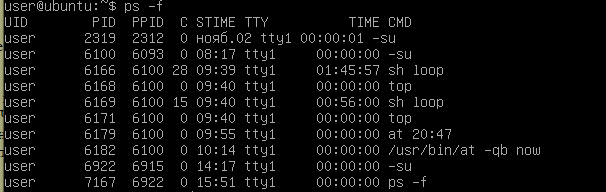 user@ubuntu:~$ ps -f
UID        PID  PPID  C STIME TTY          TIME CMD
user      2319  2312  0 нояб.02 tty1 00:00:01 -su
user      6100  6093  0 08:17 tty1     00:00:00 -su
user      6166  6100 28 09:39 tty1     01:45:57 sh loop
user      6168  6100  0 09:40 tty1     00:00:00 top
user      6169  6100 15 09:40 tty1     00:56:00 sh loop
user      6171  6100  0 09:40 tty1     00:00:00 top
user      6179  6100  0 09:55 tty1     00:00:00 at 20:47
user      6182  6100  0 10:14 tty1     00:00:00 /usr/bin/at -qb now
user      6922  6915  0 14:17 tty1     00:00:00 -su
user      7167  6922  0 15:51 tty1     00:00:00 ps -f